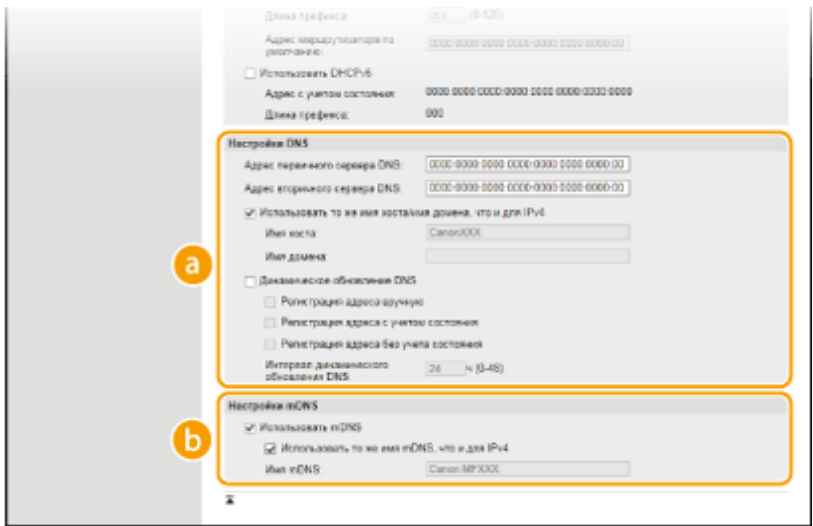 Длина префикса: (0-128)
Адрес маршрутизатора по
умолчанию: 0000:0000:0000:0000:0000:0000:0000:00
Использовать DHCPv6
Адрес с учетом состояния: 0000:0000:0000:0000:0000:0000:0000:0000
Длина префикса: 000
Настройки DNS
Адрес первичного сервера DNS: 0000:0000:0000:0000:0000:0000:0000:00
Адрес вторичного сервера DNS: 0000:0000:0000:0000:0000:0000:0000:00
Использовать то же имя хоста/имя домена, что и для IPv4
Имя хоста: CanonXXX
Имя домена:
a
Динамическое обновление DNS
Регистрация адреса вручную
Регистрация адреса с учетом состояния
Регистрация адреса без учета состояния
Интервал динамического
обновления DNS: 24 ч (0-48)
Настройки mDNS
b
Использовать mDNS
Использовать то же имя mDNS, что и для IPv4
Имя mDNS: Canon MFXXX